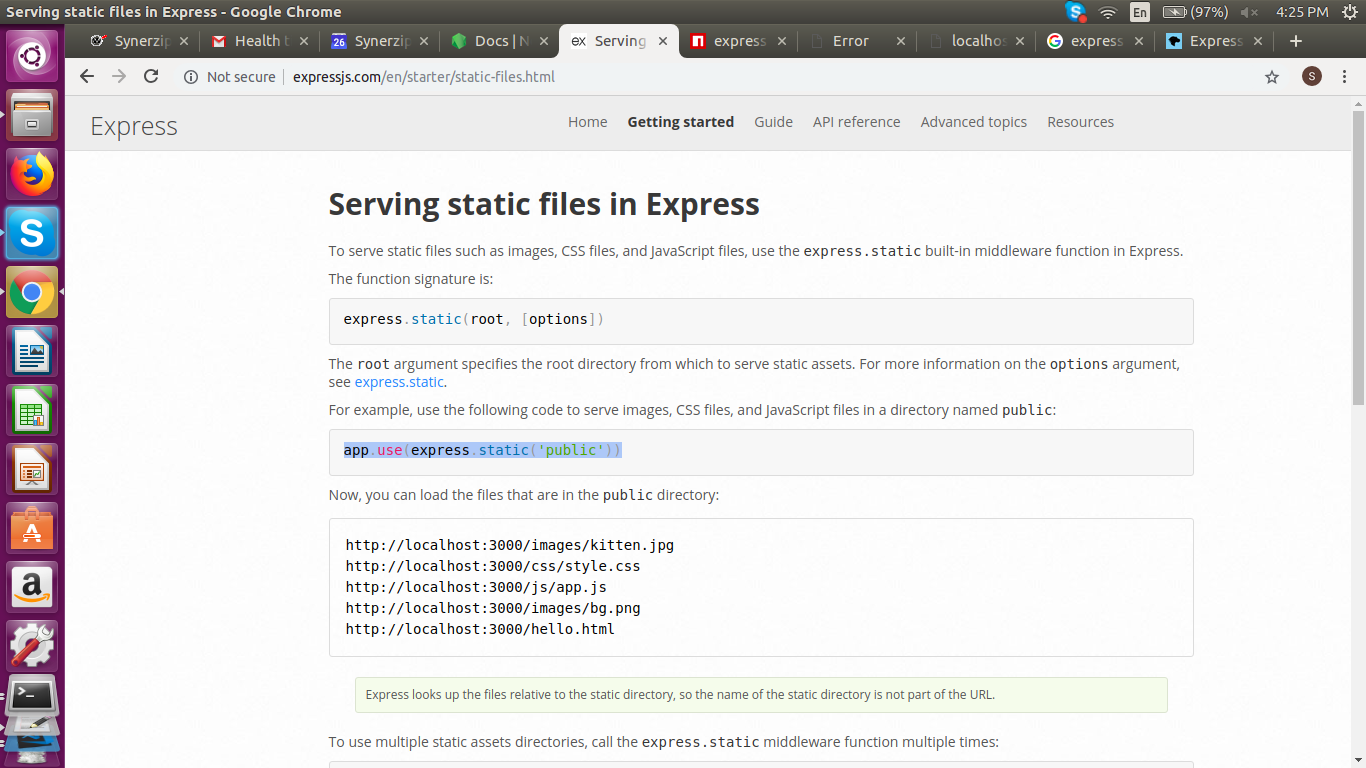 Serving static files in Express - Google Chrome
En
(97%)
4:25 PM
Synerzip
Health
26
Synerzip
Docs | N
ex
Serving
express
Error
localhos
express
Express
Not secure
expressjs.com/en/starter/static-files.html
S
S
Express
Home
Getting started
Guide
API reference
Advanced topics
Resources
Serving static files in Express
To serve static files such as images, CSS files, and JavaScript files, use the express.static built-in middleware function in Express.
The function signature is:
express.static(root, [options])
The root argument specifies the root directory from which to serve static assets. For more information on the options argument,
see express.static.
For example, use the following code to serve images, CSS files, and JavaScript files in a directory named public:
app.use(express.static('public'))
Now, you can load the files that are in the public directory:
http://localhost:3000/images/kitten.jpg
http://localhost:3000/css/style.css
http://localhost:3000/js/app.js
http://localhost:3000/images/bg.png
http://localhost:3000/hello.html
Express looks up the files relative to the static directory, so the name of the static directory is not part of the URL.
To use multiple static assets directories, call the express.static middleware function multiple times: